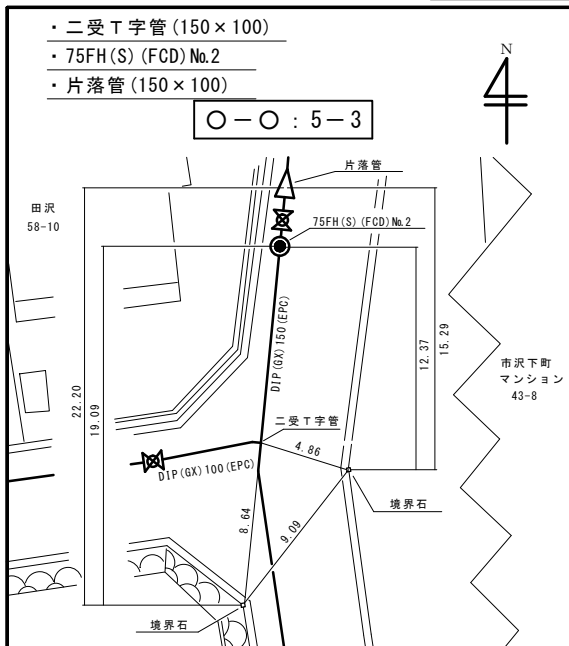 ・二受T字管(150×100)
・75FH(S)(FCD)No.2
・片落管(150×100)
○－○：5－3
N
片落管
田沢
58-10
75FH(S)(FCD)No.2
DIP(GX)150(EPC)
22.20
19.09
12.37
15.29
市沢下町
マンション
43-8
二受T字管
4.86
DIP(GX)100(EPC)
境界石
8.64
9.09
境界石